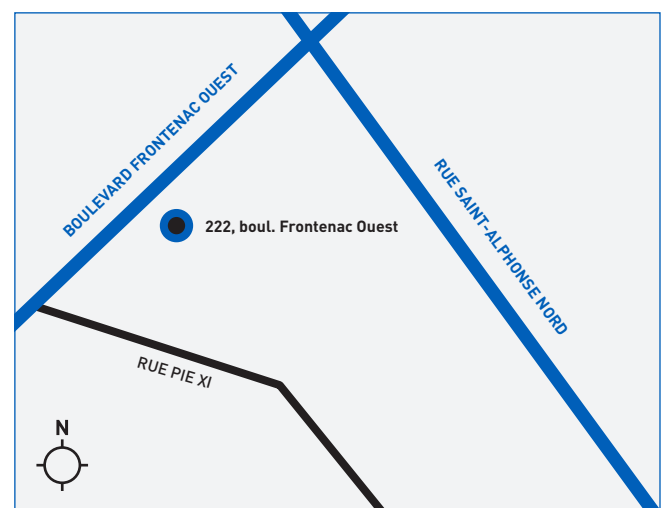 BOULEVARD FRONTENAC OUEST
RUE SAINT-ALPHONSE NORD
222, boul. Frontenac Ouest
RUE PIE XI
N